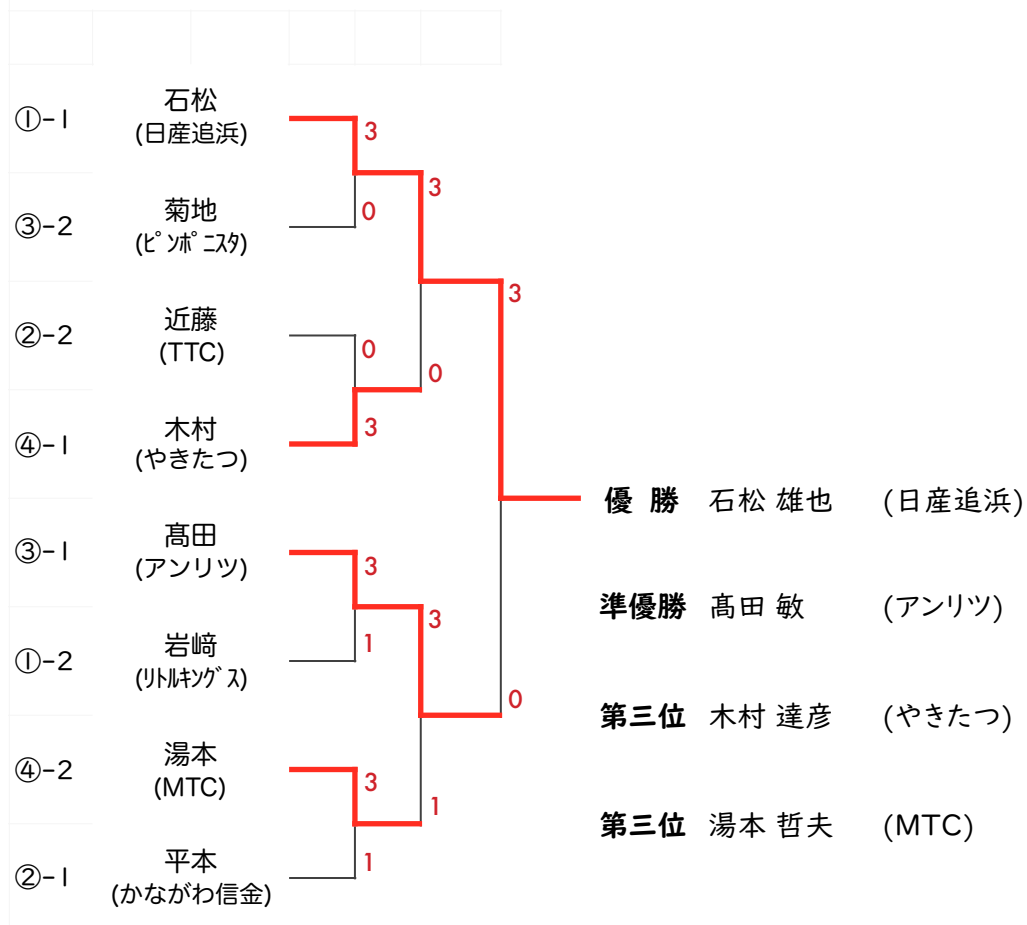 ①-1 石松
(日産追浜)
3
3
③-2 菊地
0
(ピンポニスタ)
3
②-2 近藤
(TTC)
0
0
④-1 木村
3
(やきたつ)
優 勝 石松 雄也 (日産追浜)
③-1 髙田
(アンリツ)
3
準優勝 髙田 敏 (アンリツ)
3
①-2 岩﨑
1
(リトルキングス)
0
第三位 木村 達彦 (やきたつ)
④-2 湯本
(MTC)
3
1
第三位 湯本 哲夫 (MTC)
②-1 平本
1
(かながわ信金)